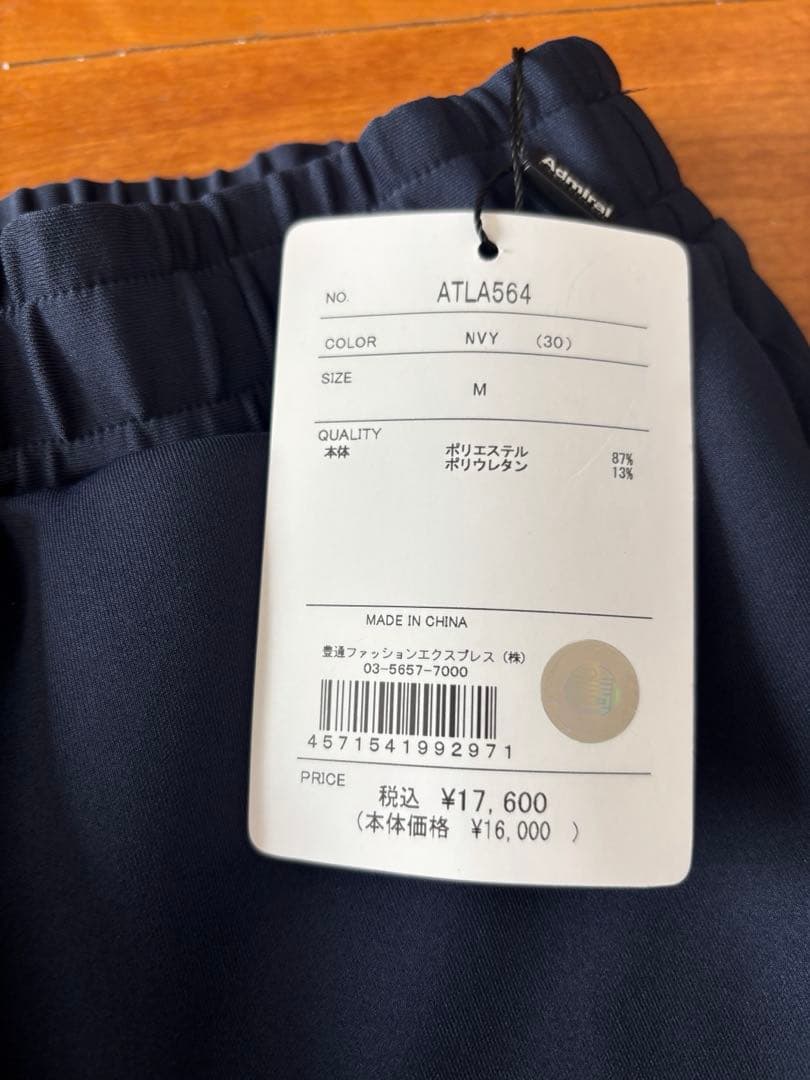 Admiral
NO. ATLA564
COLOR NVY (30)
SIZE M
QUALITY
本体 ポリエステル 87%
ポリウレタン 13%
MADE IN CHINA
豊通ファッションエクスプレス (株)
03-5657-7000
4571541992971
PRICE 税込 ¥17,600
(本体価格 ¥16,000 )